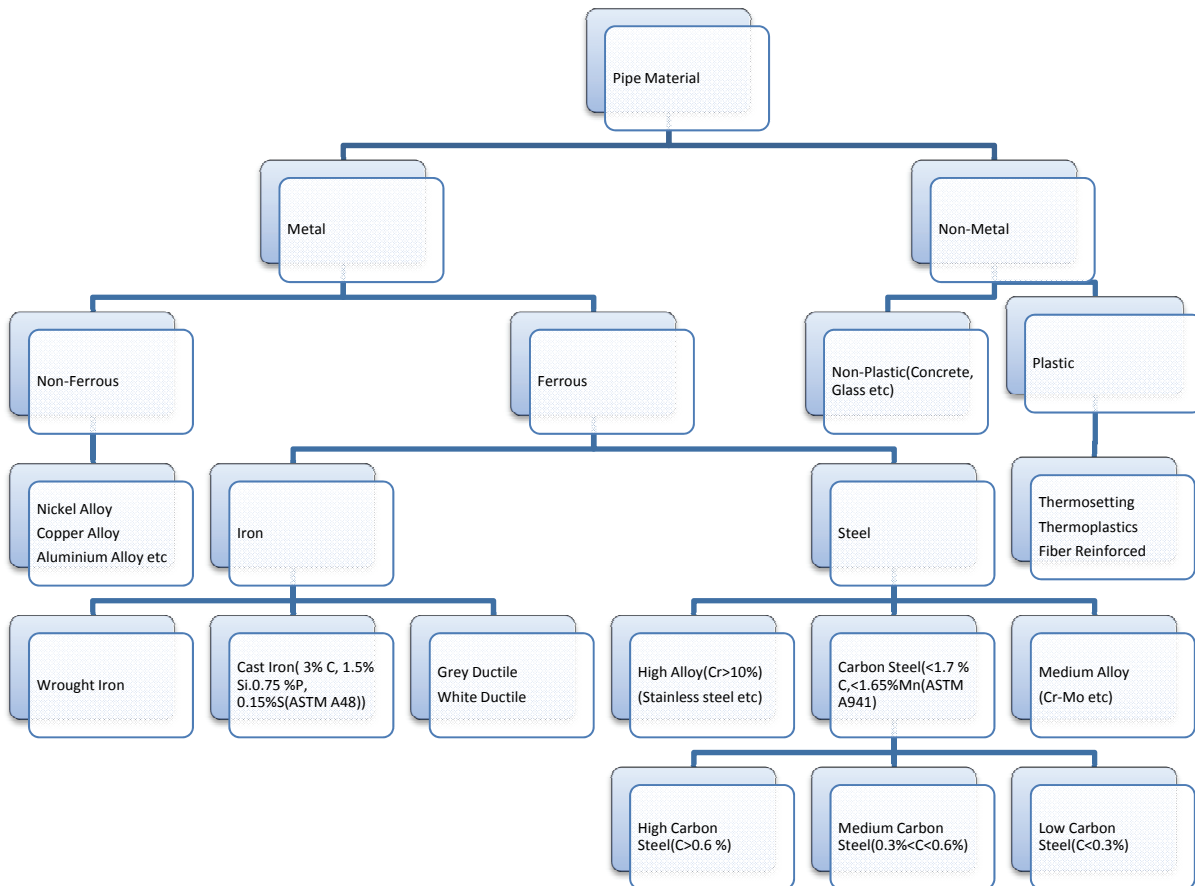 Pipe Material
Metal
Non-Metal
Non-Ferrous
Ferrous
Non-Plastic(Concrete,
Glass etc)
Plastic
Nickel Alloy
Copper Alloy
Aluminium Alloy etc
Iron
Steel
Thermosetting
Thermoplastics
Fiber Reinforced
Wrought Iron
Cast Iron( 3% C, 1.5%
Si.0.75 %P,
0.15%S(ASTM A48))
Grey Ductile
White Ductile
High Alloy(Cr>10%)
(Stainless steel etc)
Carbon Steel(<1.7 %
C,<1.65%Mn(ASTM
A941)
Medium Alloy
(Cr-Mo etc)
High Carbon
Steel(C>0.6 %)
Medium Carbon
Steel(0.3%<C<0.6%)
Low Carbon
Steel(C<0.3%)